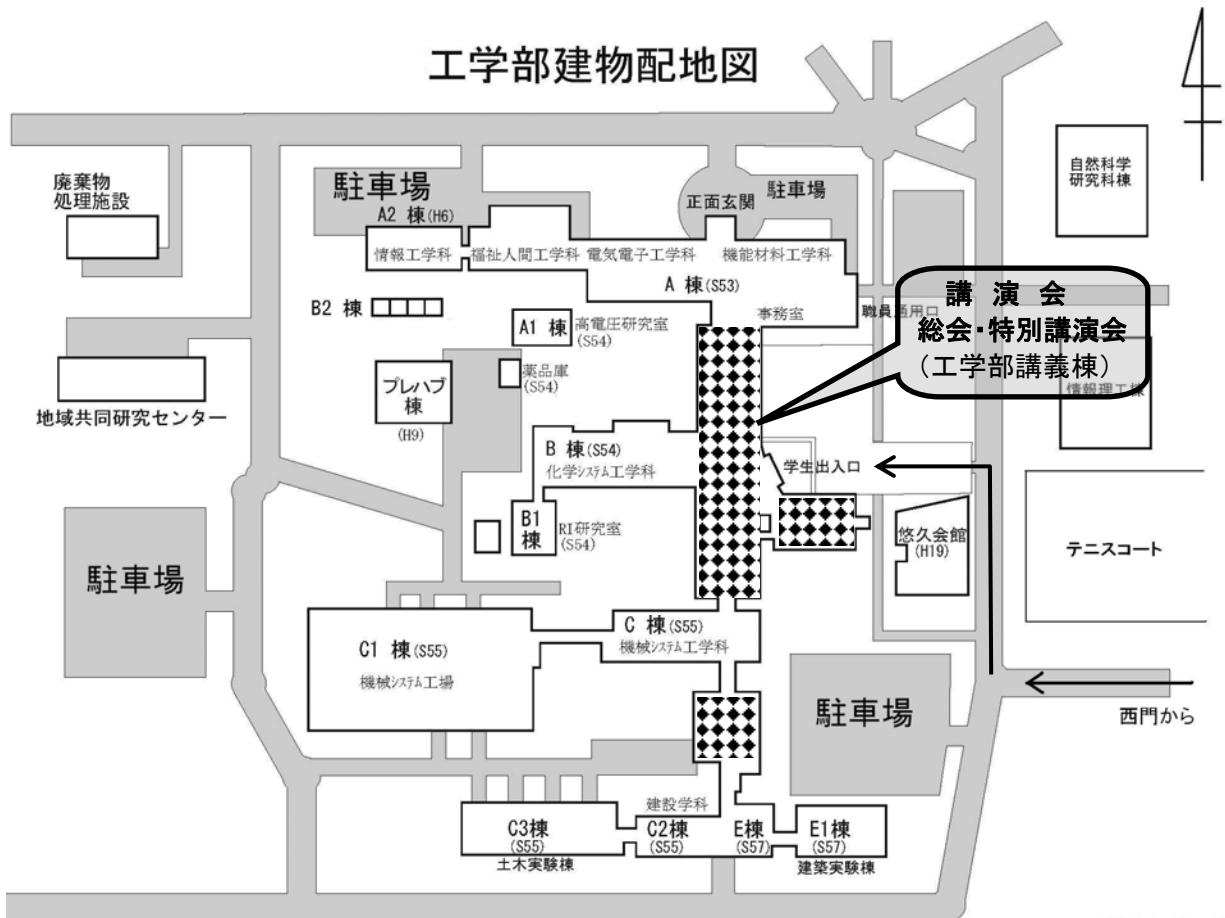 工学部建物配地図
廃棄物
処理施設
駐車場
A2 棟(H6)
正面玄関
駐車場
自然科学
研究科棟
情報工学科
福祉人間工学科
電気電子工学科
機能材料工学科
A 棟(S53)
講 演 会
総会・特別講演会
(工学部講義棟)
職員通用口
事務室
B2 棟
A1 棟
高電圧研究室
(S54)
薬品庫
(S54)
プレハブ
棟
(H9)
情報理工棟
地域共同研究センター
B 棟(S54)
化学システム工学科
学生出入口
B1
棟
RI研究室
(S54)
悠久会館
(H19)
テニスコート
駐車場
C 棟(S55)
機械システム工学科
C1 棟(S55)
機械システム工場
駐車場
西門から
建設学科
C3棟
(S55)
土木実験棟
C2棟
(S55)
E棟
(S57)
E1棟
(S57)
建築実験棟